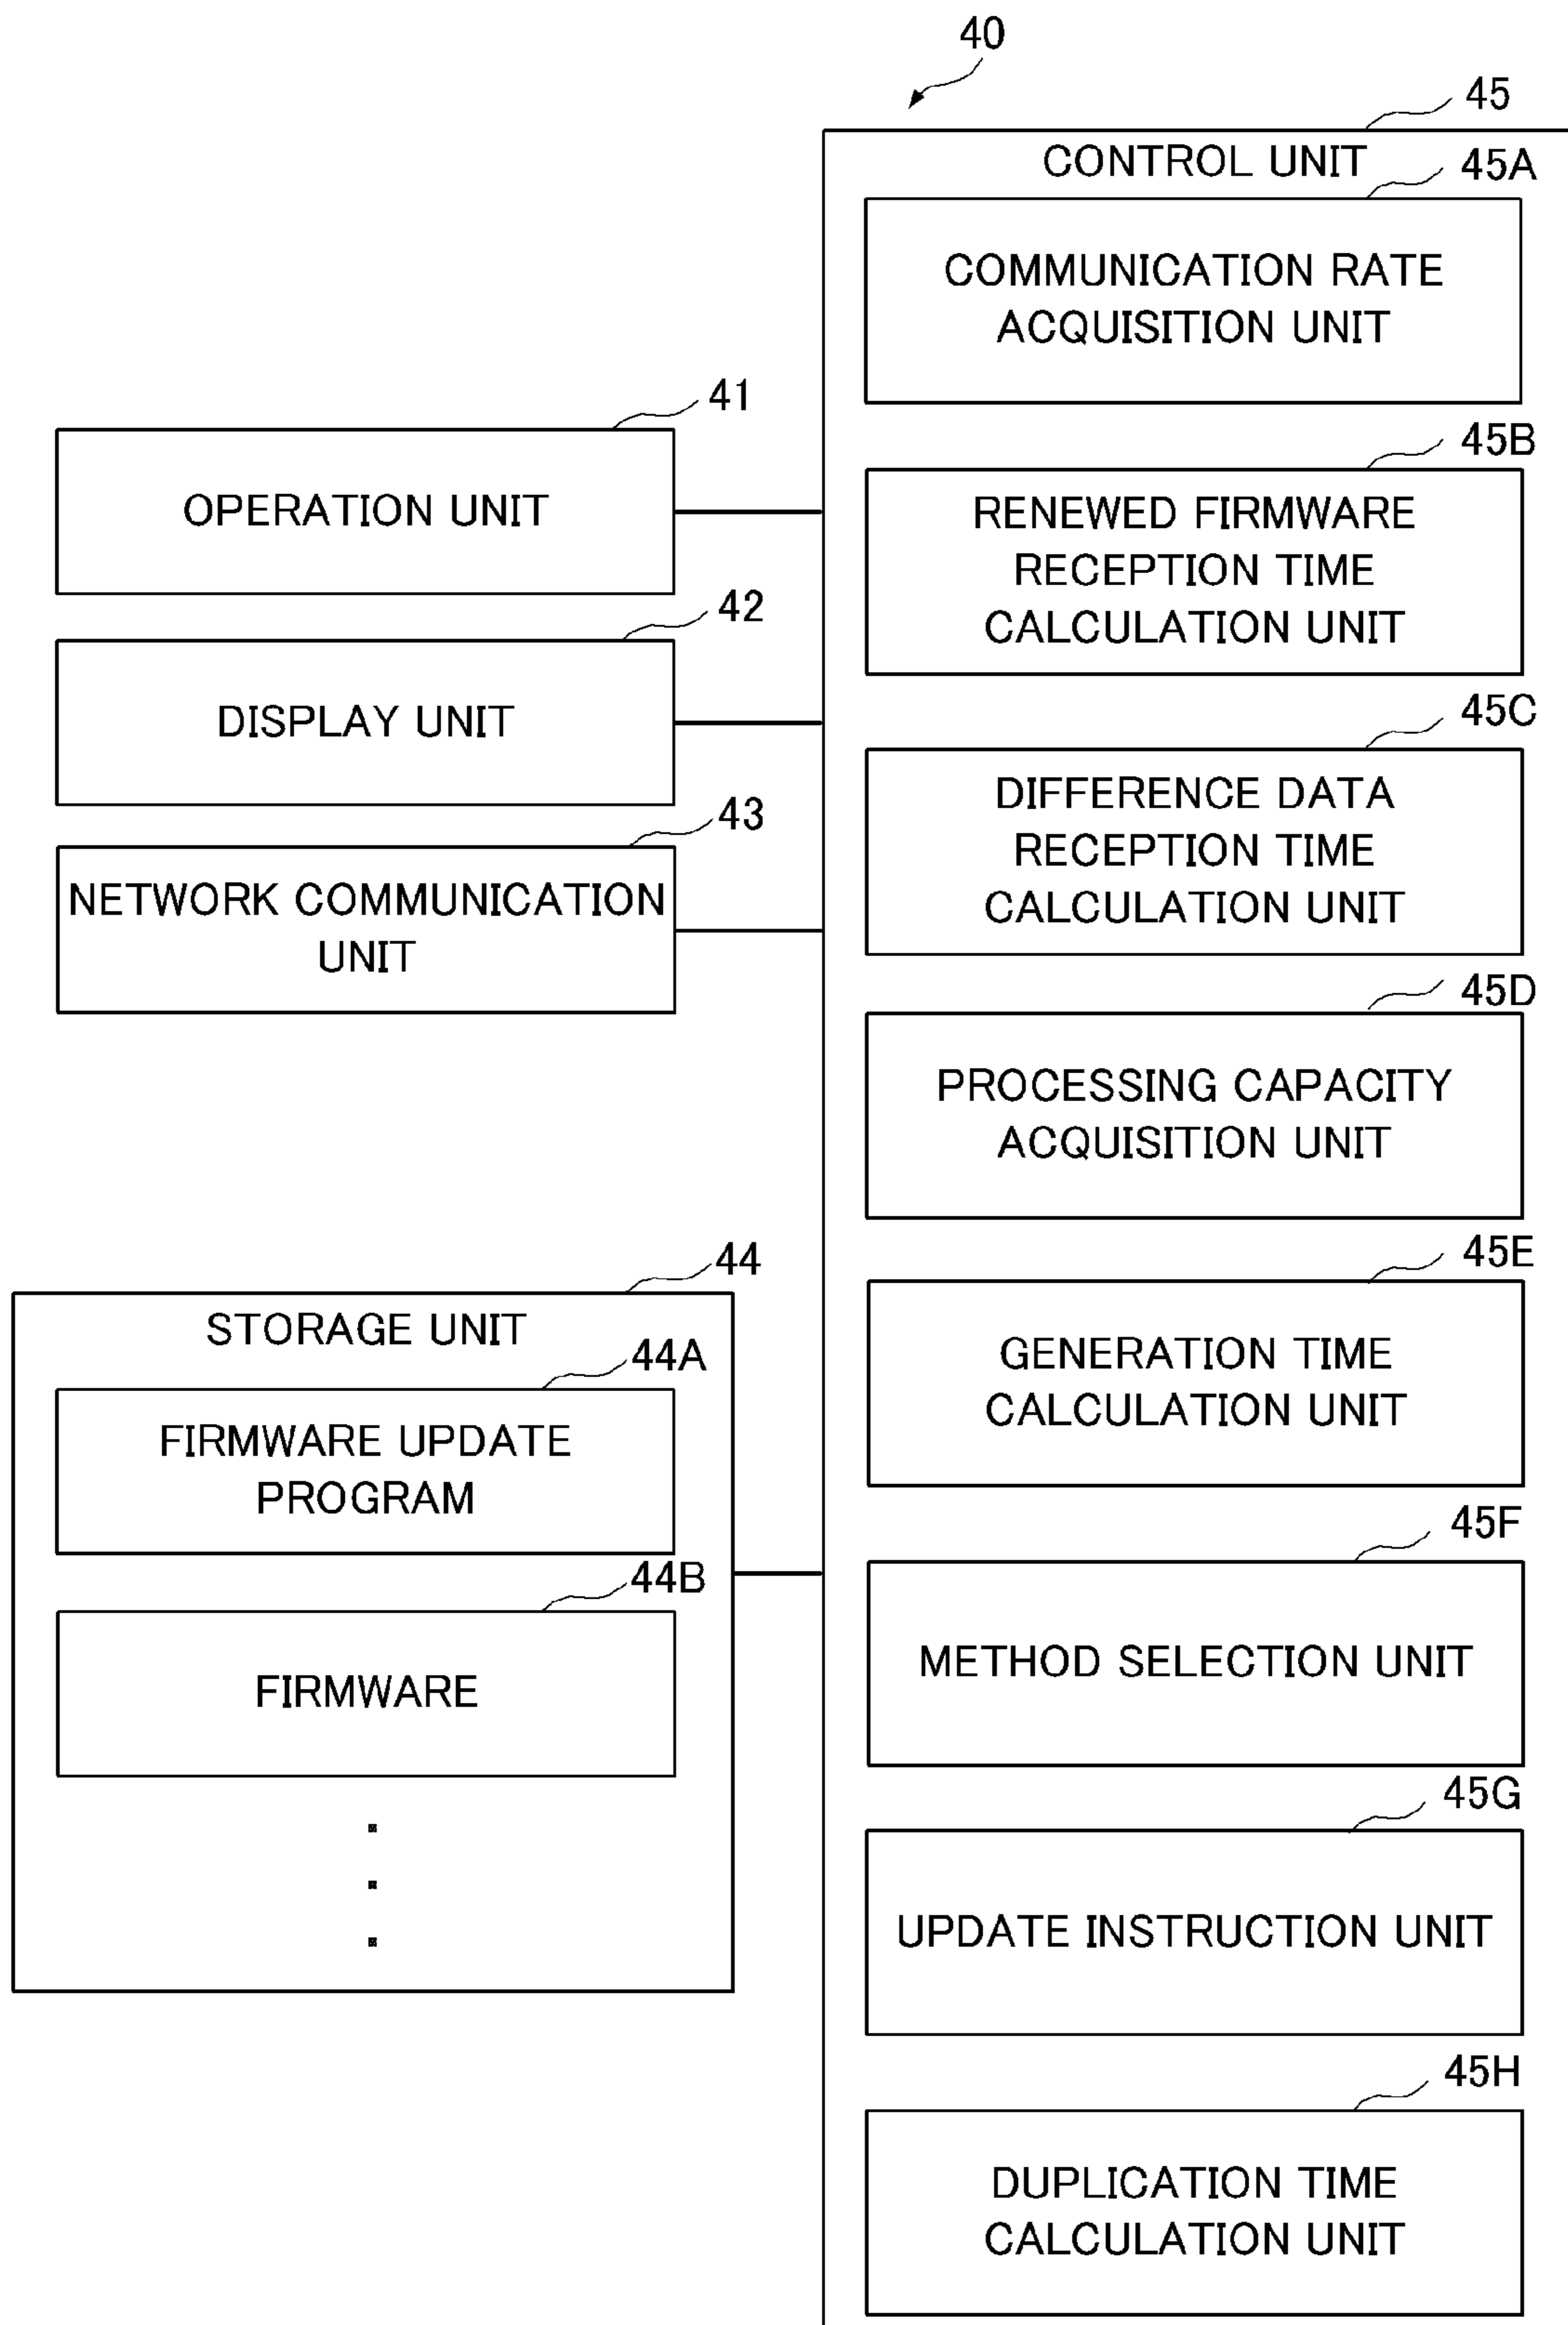 40
45
CONTROL UNIT
45A
COMMUNICATION RATE
ACQUISITION UNIT
41
OPERATION UNIT
45B
RENEWED FIRMWARE
RECEPTION TIME
CALCULATION UNIT
42
DISPLAY UNIT
45C
DIFFERENCE DATA
RECEPTION TIME
CALCULATION UNIT
43
NETWORK COMMUNICATION
UNIT
45D
PROCESSING CAPACITY
ACQUISITION UNIT
44
STORAGE UNIT
44A
FIRMWARE UPDATE
PROGRAM
44B
FIRMWARE
45E
GENERATION TIME
CALCULATION UNIT
45F
METHOD SELECTION UNIT
45G
UPDATE INSTRUCTION UNIT
45H
DUPLICATION TIME
CALCULATION UNIT